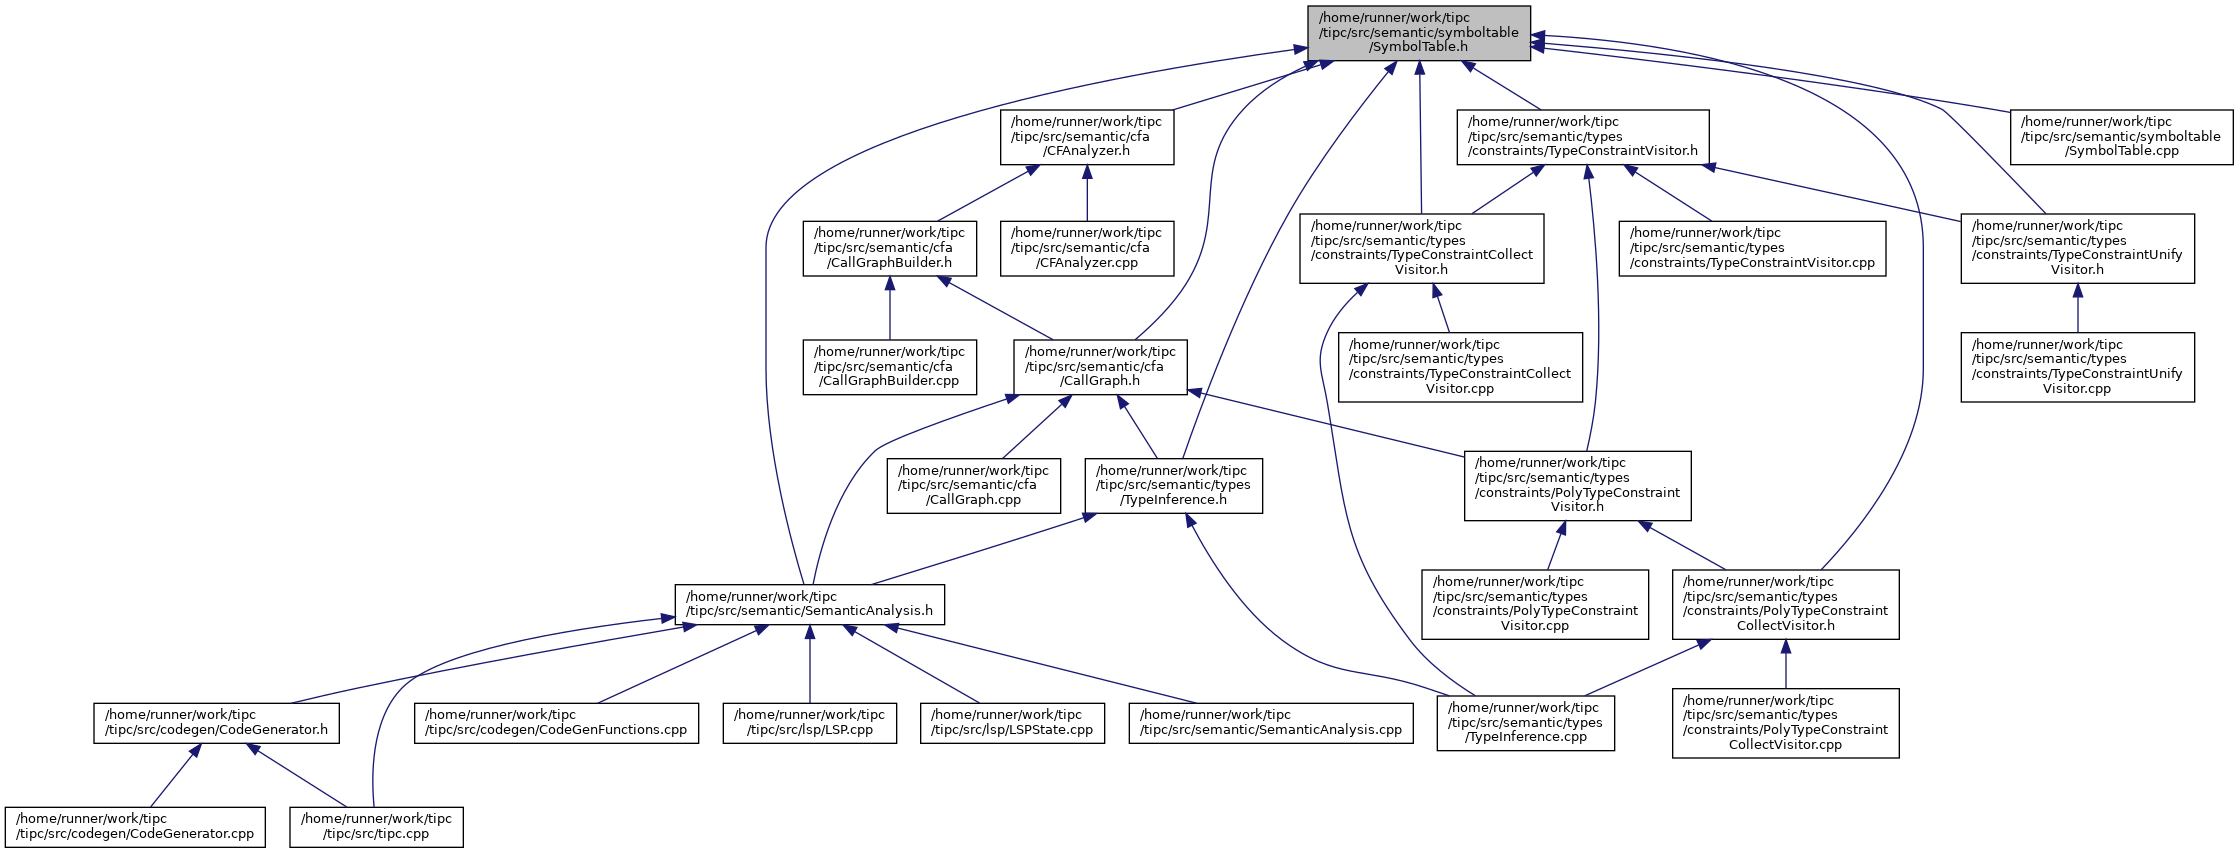 /home/runner/work/tipc
/tipc/src/semantic/symboltable
/SymbolTable.h
/home/runner/work/tipc
/tipc/src/semantic/cfa
/CFAnalyzer.h
/home/runner/work/tipc
/tipc/src/semantic/types
/constraints/TypeConstraintVisitor.h
/home/runner/work/tipc
/tipc/src/semantic/symboltable
/SymbolTable.cpp
/home/runner/work/tipc
/tipc/src/semantic/cfa
/CallGraphBuilder.h
/home/runner/work/tipc
/tipc/src/semantic/cfa
/CFAnalyzer.cpp
/home/runner/work/tipc
/tipc/src/semantic/types
/constraints/TypeConstraintCollect
Visitor.h
/home/runner/work/tipc
/tipc/src/semantic/types
/constraints/TypeConstraintVisitor.cpp
/home/runner/work/tipc
/tipc/src/semantic/types
/constraints/TypeConstraintUnify
Visitor.h
/home/runner/work/tipc
/tipc/src/semantic/cfa
/CallGraphBuilder.cpp
/home/runner/work/tipc
/tipc/src/semantic/cfa
/CallGraph.h
/home/runner/work/tipc
/tipc/src/semantic/types
/constraints/TypeConstraintCollect
Visitor.cpp
/home/runner/work/tipc
/tipc/src/semantic/types
/constraints/TypeConstraintUnify
Visitor.cpp
/home/runner/work/tipc
/tipc/src/semantic/cfa
/CallGraph.cpp
/home/runner/work/tipc
/tipc/src/semantic/types
/TypeInference.h
/home/runner/work/tipc
/tipc/src/semantic/types
/constraints/PolyTypeConstraint
Visitor.h
/home/runner/work/tipc
/tipc/src/semantic/SemanticAnalysis.h
/home/runner/work/tipc
/tipc/src/semantic/types
/constraints/PolyTypeConstraint
Visitor.cpp
/home/runner/work/tipc
/tipc/src/semantic/types
/constraints/PolyTypeConstraint
CollectVisitor.h
/home/runner/work/tipc
/tipc/src/codegen/CodeGenerator.h
/home/runner/work/tipc
/tipc/src/codegen/CodeGenFunctions.cpp
/home/runner/work/tipc
/tipc/src/lsp/LSP.cpp
/home/runner/work/tipc
/tipc/src/lsp/LSPState.cpp
/home/runner/work/tipc
/tipc/src/semantic/SemanticAnalysis.cpp
/home/runner/work/tipc
/tipc/src/semantic/types
/TypeInference.cpp
/home/runner/work/tipc
/tipc/src/semantic/types
/constraints/PolyTypeConstraint
CollectVisitor.cpp
/home/runner/work/tipc
/tipc/src/codegen/CodeGenerator.cpp
/home/runner/work/tipc
/tipc/src/tipc.cpp